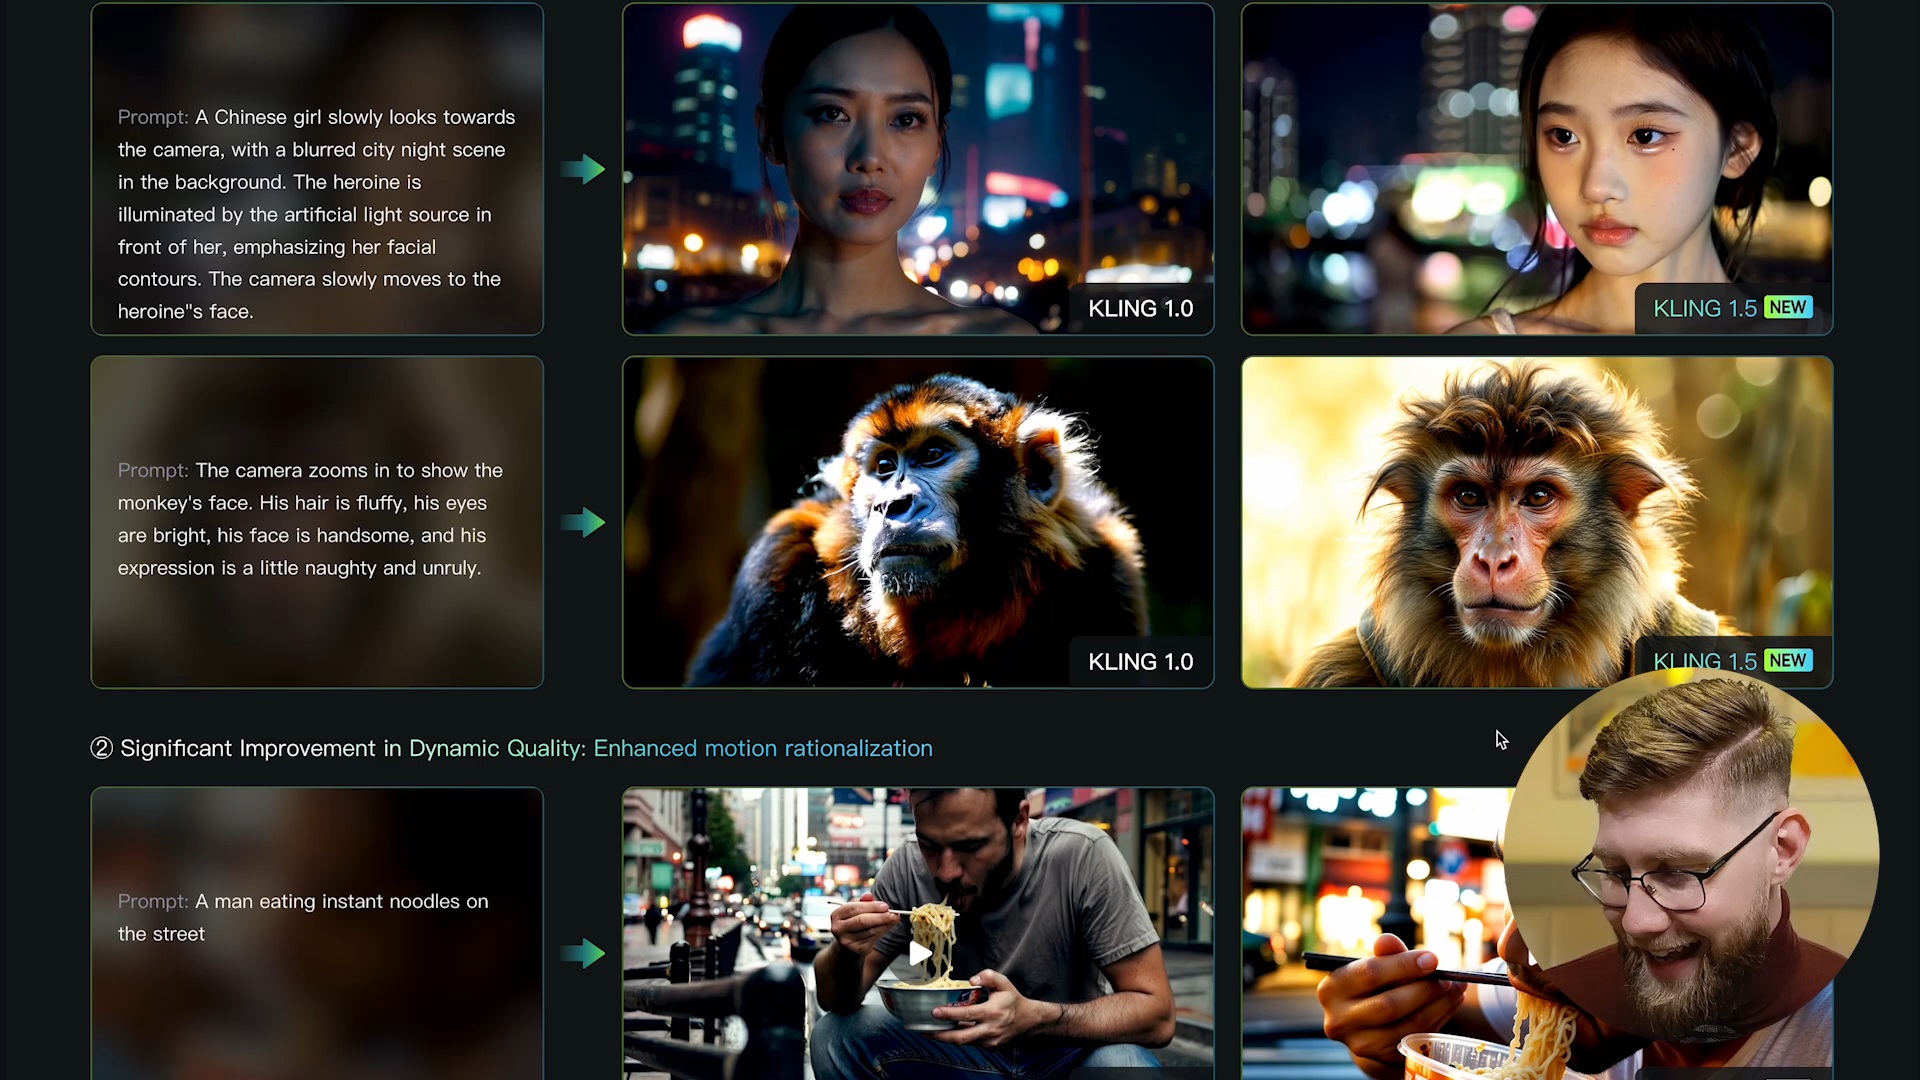 Prompt: A Chinese girl slowly looks towards
the camera, with a blurred city night scene
in the background. The heroine is
illuminated by the artificial light source in
front of her, emphasizing her facial
contours. The camera slowly moves to the
heroine"s face.
KLING 1.0
KLING 1.5 NEW
Prompt: The camera zooms in to show the
monkey's face. His hair is fluffy, his eyes
are bright, his face is handsome, and his
expression is a little naughty and unruly.
KLING 1.0
KLING 1.5 NEW
② Significant Improvement in Dynamic Quality: Enhanced motion rationalization
Prompt: A man eating instant noodles on
the street